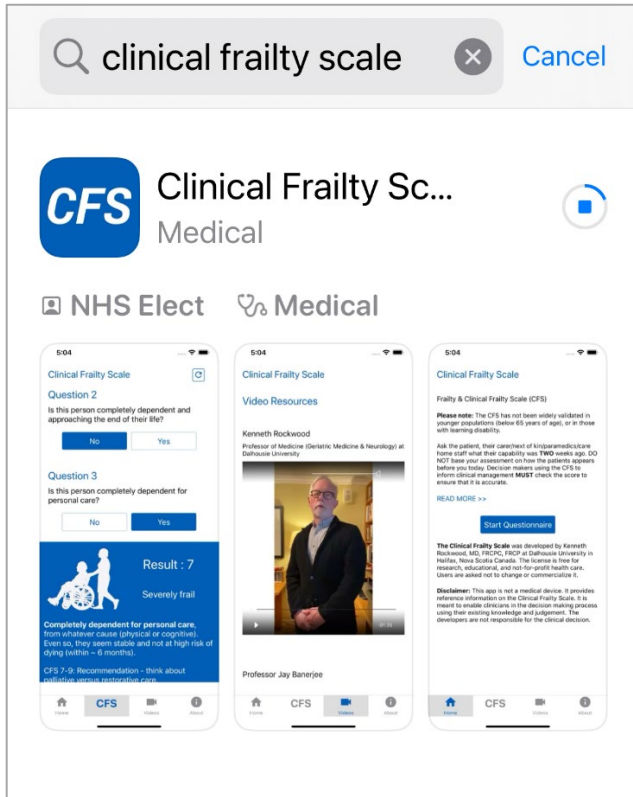 clinical frailty scale
Cancel
CFS
Clinical Frailty Sc...
Medical
NHS Elect
Medical
5:04
Clinical Frailty Scale
Question 2
Is this person completely dependent and
approaching the end of their life?
No
Yes
Question 3
Is this person completely dependent for
personal care?
No
Yes
Result : 7
Severely frail
Completely dependent for personal care,
from whatever cause (physical or cognitive).
Even so, they seem stable and not at high risk of
dying (within ~ 6 months).
CFS 7-9: Recommendation - think about
palliative versus restorative care.
Home
CFS
Videos
About
5:04
Clinical Frailty Scale
Video Resources
Kenneth Rockwood
Professor of Medicine (Geriatric Medicine & Neurology) at
Dalhousie University
Professor Jay Banerjee
Home
CFS
Videos
About
5:04
Clinical Frailty Scale
Frailty & Clinical Frailty Scale (CFS)
Please note: The CFS has not been widely validated in
younger populations (below 65 years of age), or in those
with learning disability.
Ask the patient, their carer/next of kin/paramedics/care
home staff what their capability was TWO weeks ago. DO
NOT base your assessment on how the patients appears
before you today. Decision makers using the CFS to
inform clinical management MUST check the score to
ensure that it is accurate.
READ MORE >>
Start Questionnaire
The Clinical Frailty Scale was developed by Kenneth
Rockwood, MD, FRCPC, FRCP at Dalhousie University in
Halifax, Nova Scotia Canada. The license is free for
research, educational, and not-for-profit health care.
Users are asked not to change or commercialize it.
Disclaimer: This app is not a medical device. It provides
reference information on the Clinical Frailty Scale. It is
meant to enable clinicians in the decision making process
using their existing knowledge and judgement. The
developers are not responsible for the clinical decision.
Home
CFS
Videos
About